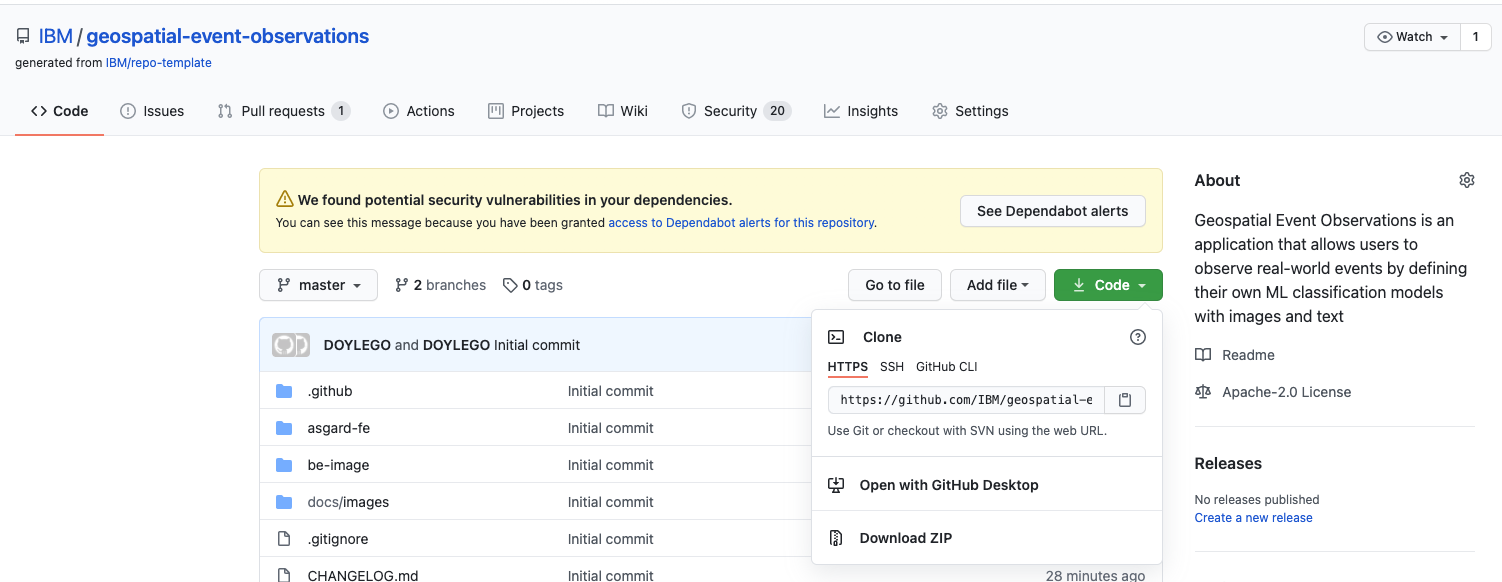 IBM / geospatial-event-observations
generated from IBM/repo-template
Watch 1
Code Issues Pull requests 1 Actions Projects Wiki Security 20 Insights Settings
We found potential security vulnerabilities in your dependencies.
You can see this message because you have been granted access to Dependabot alerts for this repository.
See Dependabot alerts
master 2 branches 0 tags Go to file Add file Code
DOYLEGO and DOYLEGO Initial commit
.github Initial commit
asgard-fe Initial commit
be-image Initial commit
docs/images Initial commit
.gitignore Initial commit
CHANGELOG.md Initial commit 28 minutes ago
Clone
HTTPS SSH GitHub CLI
https://github.com/IBM/geospatial-e
Use Git or checkout with SVN using the web URL.
Open with GitHub Desktop
Download ZIP
About
Geospatial Event Observations is an
application that allows users to
observe real-world events by defining
their own ML classification models
with images and text
Readme
Apache-2.0 License
Releases
No releases published
Create a new release